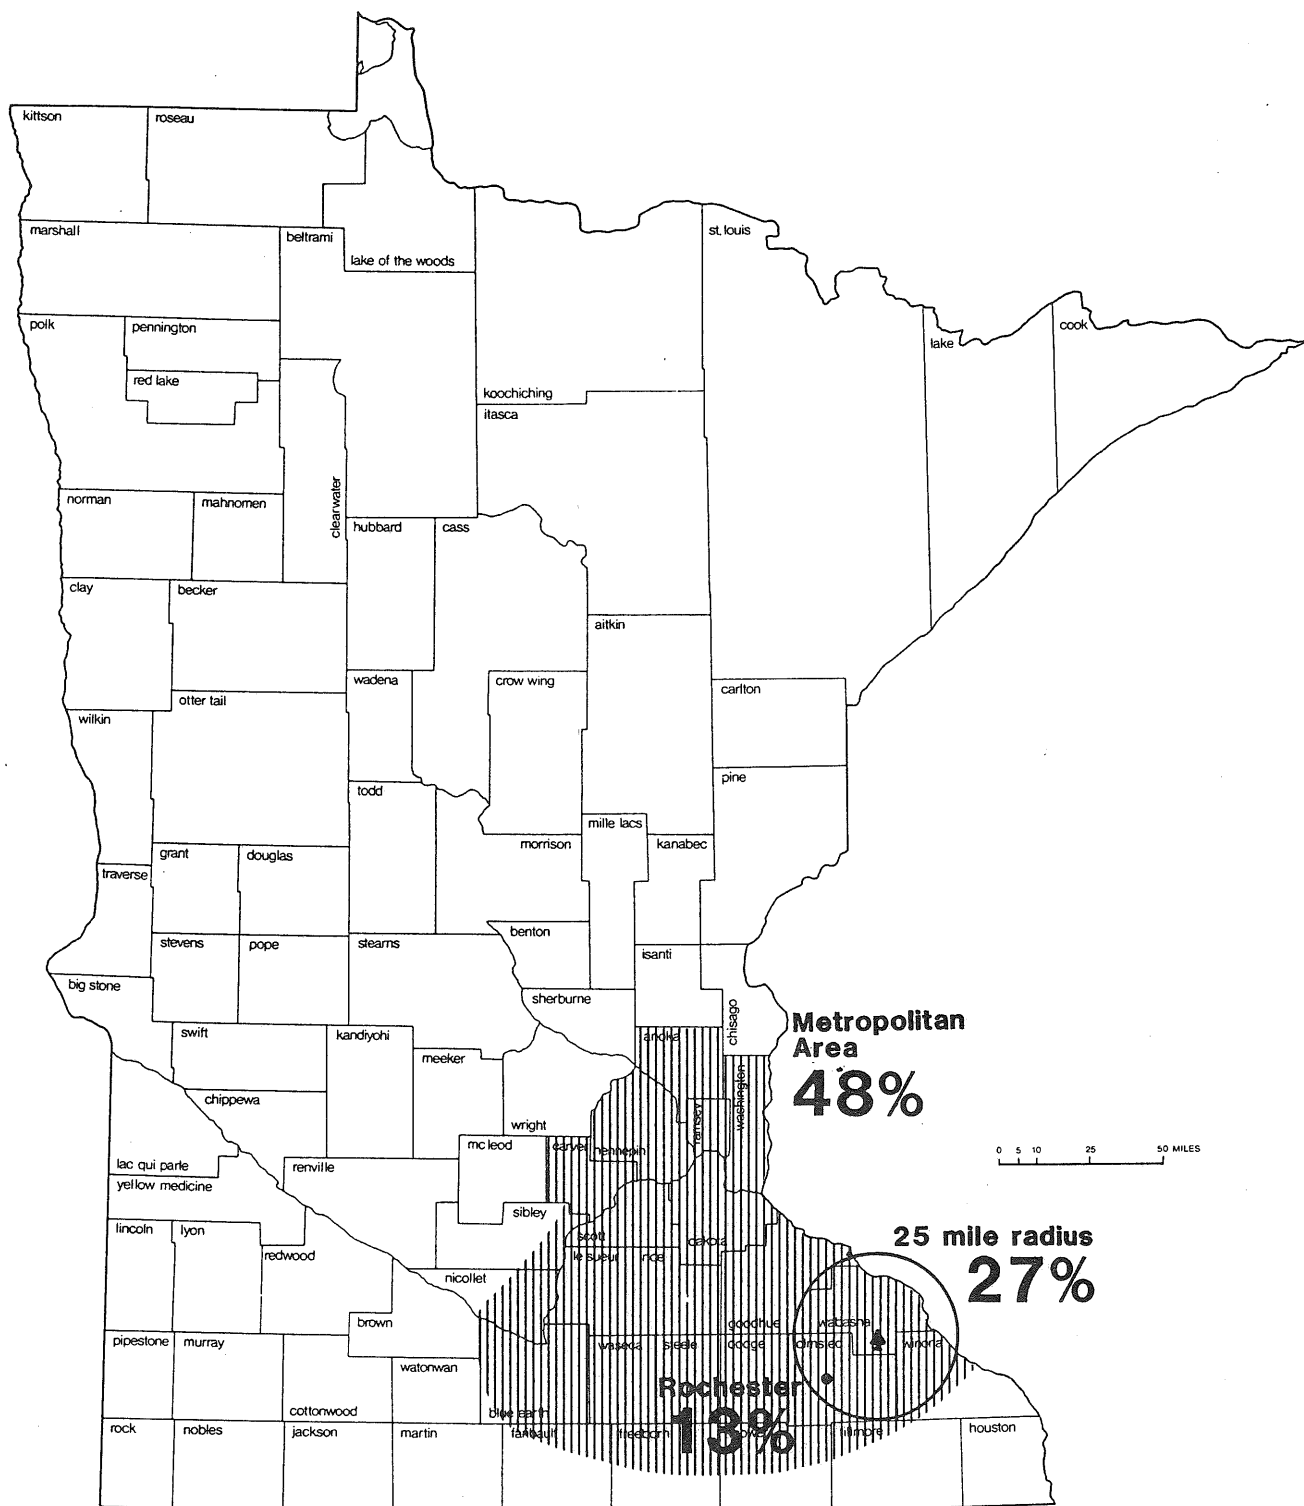 kittson
roseau
marshall
beltrami
lake of the woods
st. louis
polk
pennington
lake
cook
red lake
koochiching
itasca
norman
mahnomen
clearwater
hubbard
cass
clay
becker
aitkin
wadena
crow wing
carlton
otter tail
wilkin
pine
todd
mille lacs
morrison
kanabec
grant
douglas
traverse
benton
stevens
pope
stearns
isanti
big stone
sherburne
chisago
swift
kandiyohi
anoka
Metropolitan
Area
48%
meeker
chippewa
washington
ramsey
wright
mc leod
carver
hennepin
0 5 10 25 50 MILES
lac qui parle
renville
yellow medicine
sibley
lincoln
lyon
scott
dakota
25 mile radius
27%
redwood
le sueur
rice
nicollet
brown
goodhue
wabasha
pipestone
murray
waseca
steele
dodge
olmsted
winona
watonwan
Rochester
13%
cottonwood
blue earth
rock
nobles
jackson
martin
faribault
freeborn
fillmore
houston